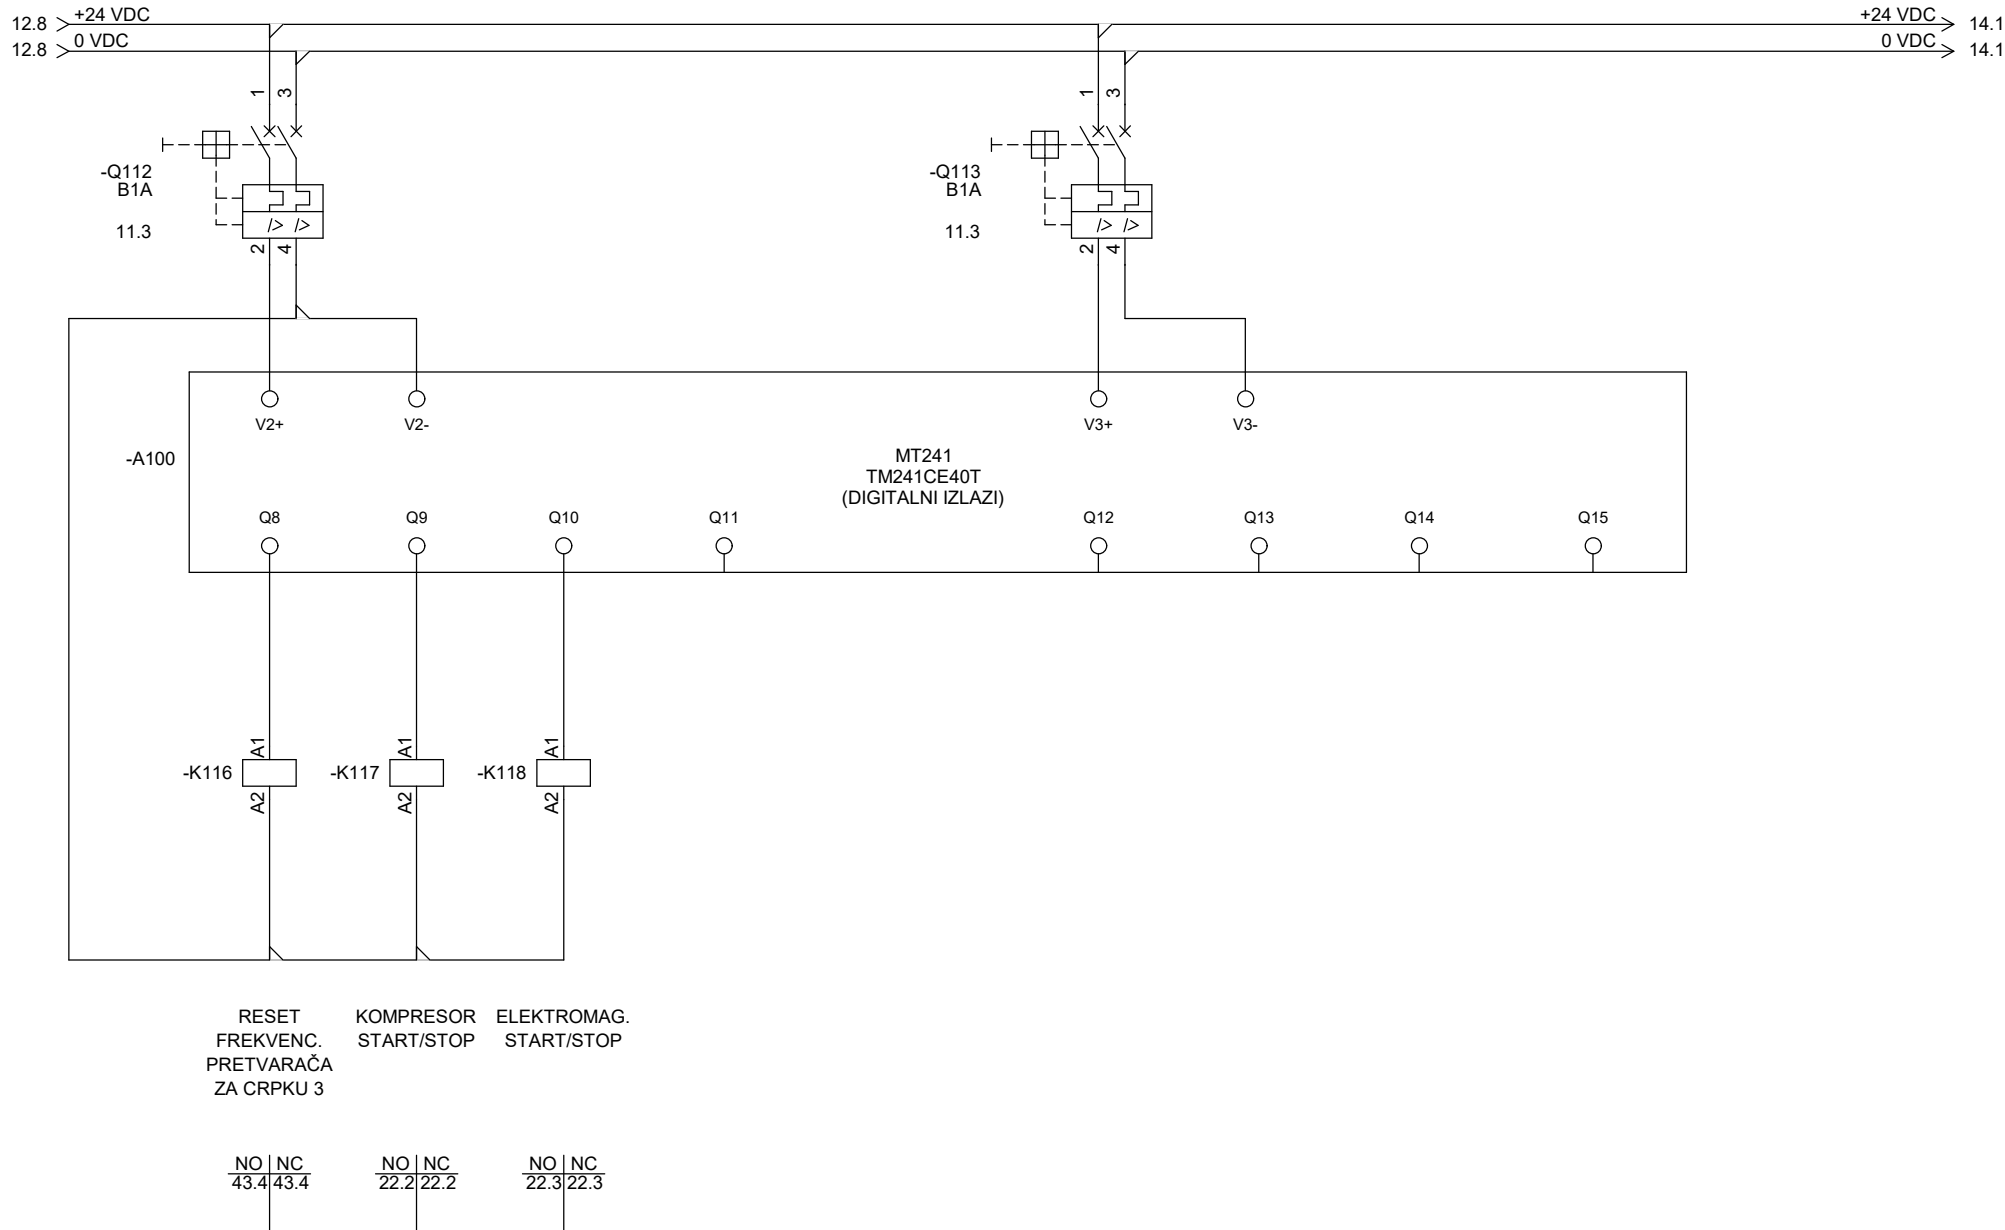 +24 VDC
12.8
+24 VDC
14.1
0 VDC
12.8
0 VDC
14.1
1
3
1
3
-Q112
B1A
-Q113
B1A
11.3
11.3
2
4
2
4
V2+
V2-
V3+
V3-
-A100
MT241
TM241CE40T
(DIGITALNI IZLAZI)
Q8
Q9
Q10
Q11
Q12
Q13
Q14
Q15
A1
A1
A1
-K116
-K117
-K118
A2
A2
A2
RESET
FREKVENC.
PRETVARAČA
ZA CRPKU 3
KOMPRESOR
START/STOP
ELEKTROMAG.
START/STOP
NO NC
43.4 43.4
NO NC
22.2 22.2
NO NC
22.3 22.3